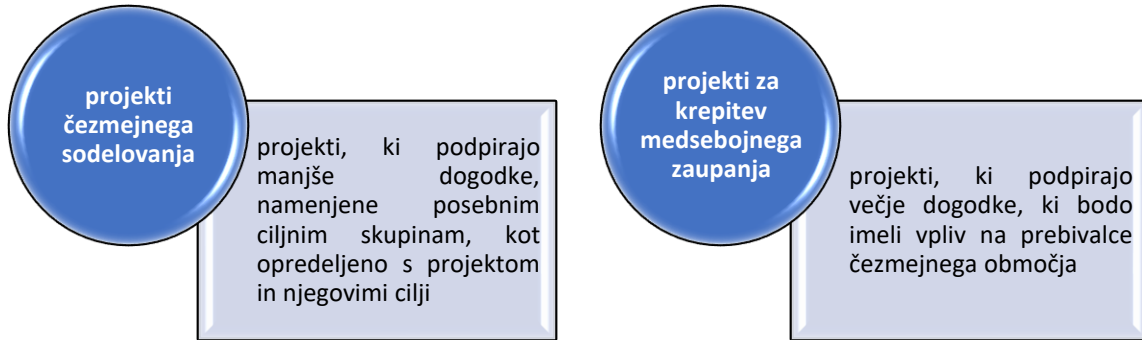 projekti
čezmejnega
sodelovanja
projekti, ki podpirajo
manjše dogodke,
namenjene posebnim
ciljnim skupinam, kot
opredeljeno s projektom
in njegovimi cilji
projekti za
krepitev
medsebojnega
zaupanja
projekti, ki podpirajo
večje dogodke, ki bodo
imeli vpliv na prebivalce
čezmejnega območja